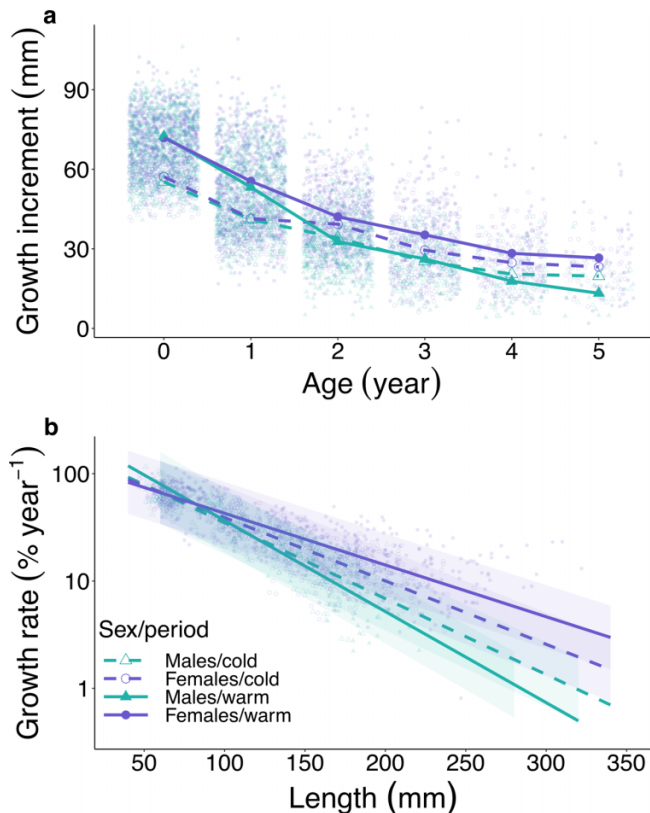 a
Growth increment (mm)
90
60
30
0
0 1 2 3 4 5
Age (year)
b
Growth rate (% year⁻¹)
100
10
1
Sex/period
Males/cold
Females/cold
Males/warm
Females/warm
50 100 150 200 250 300 350
Length (mm)